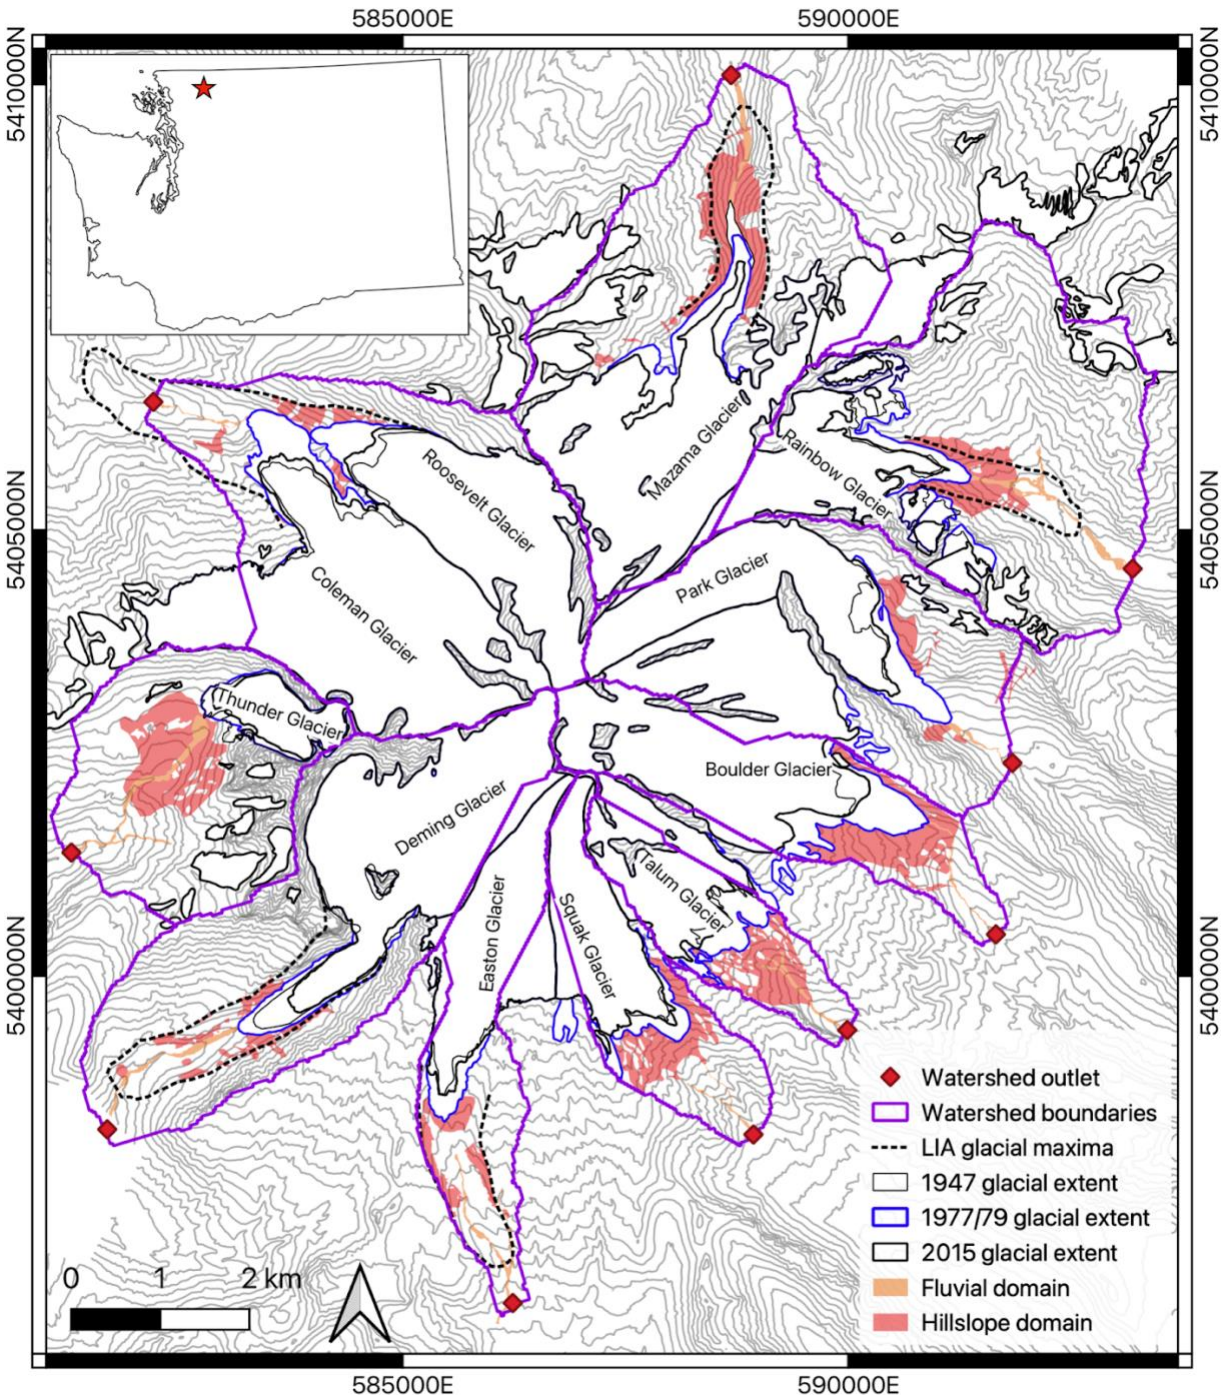 585000E
590000E
5410000N
5410000N
Mazama Glacier
Rainbow Glacier
Roosevelt Glacier
5405000N
5405000N
Park Glacier
Coleman Glacier
Thunder Glacier
Boulder Glacier
Deming Glacier
Talum Glacier
Easton Glacier
Squak Glacier
5400000N
5400000N
Watershed outlet
Watershed boundaries
LIA glacial maxima
1947 glacial extent
1977/79 glacial extent
2015 glacial extent
Fluvial domain
Hillslope domain
0 1 2 km
585000E
590000E